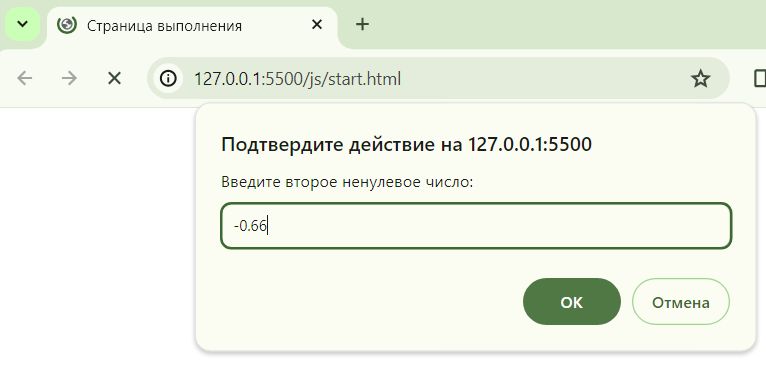 Страница выполнения
127.0.0.1:5500/js/start.html
Подтвердите действие на 127.0.0.1:5500
Введите второе ненулевое число:
-0.66
ОК
Отмена